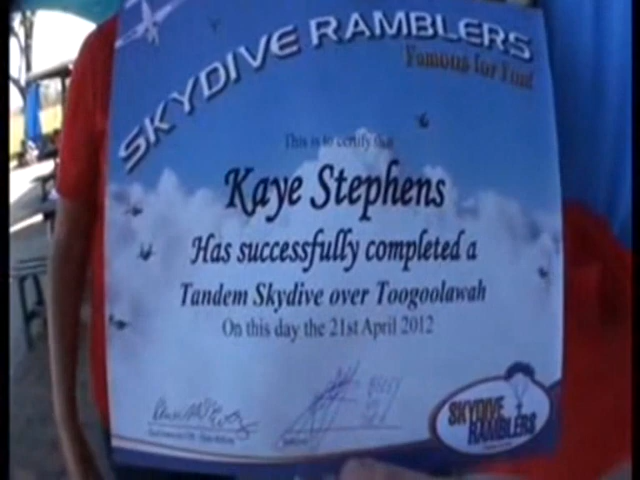 SKYDIVE RAMBLERS
Famous for Fun!
This is to certify that
Kaye Stephens
Has successfully completed a
Tandem Skydive over Toogoolawah
On this day the 21st April 2012
SKYDIVE
RAMBLERS